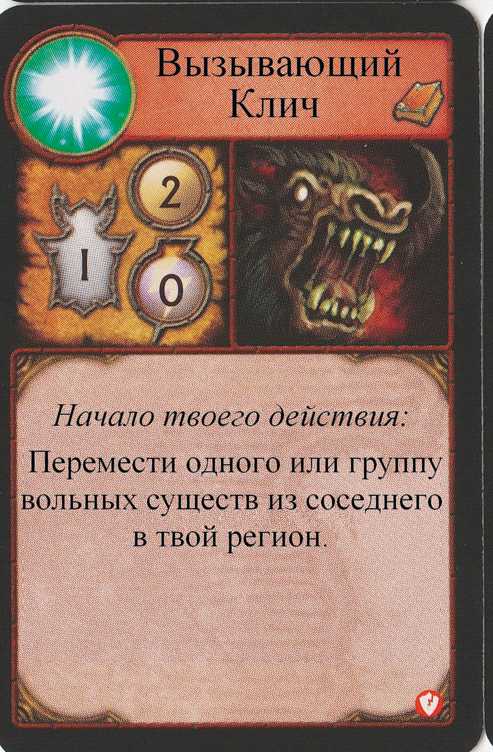 Вызывающий
Клич
2
1
0
Начало твоего действия:
Перемести одного или группу
вольных существ из соседнего
в твой регион.